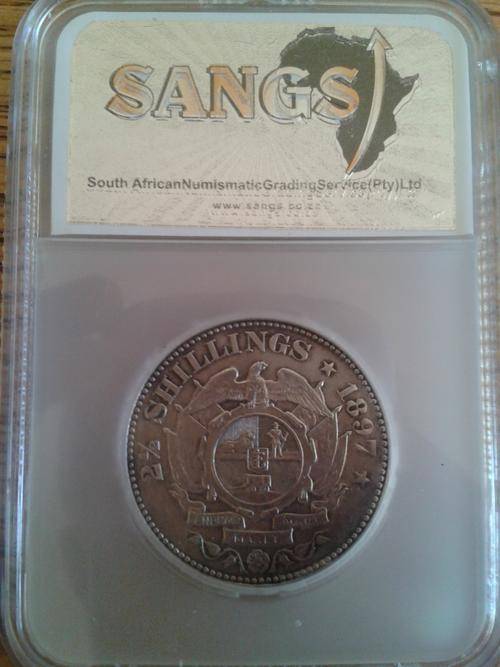 SANGS
South AfricanNumismaticGradingService(Pty)Ltd
www.sangs.co.za
2½ SHILLINGS ★ 1897 ★